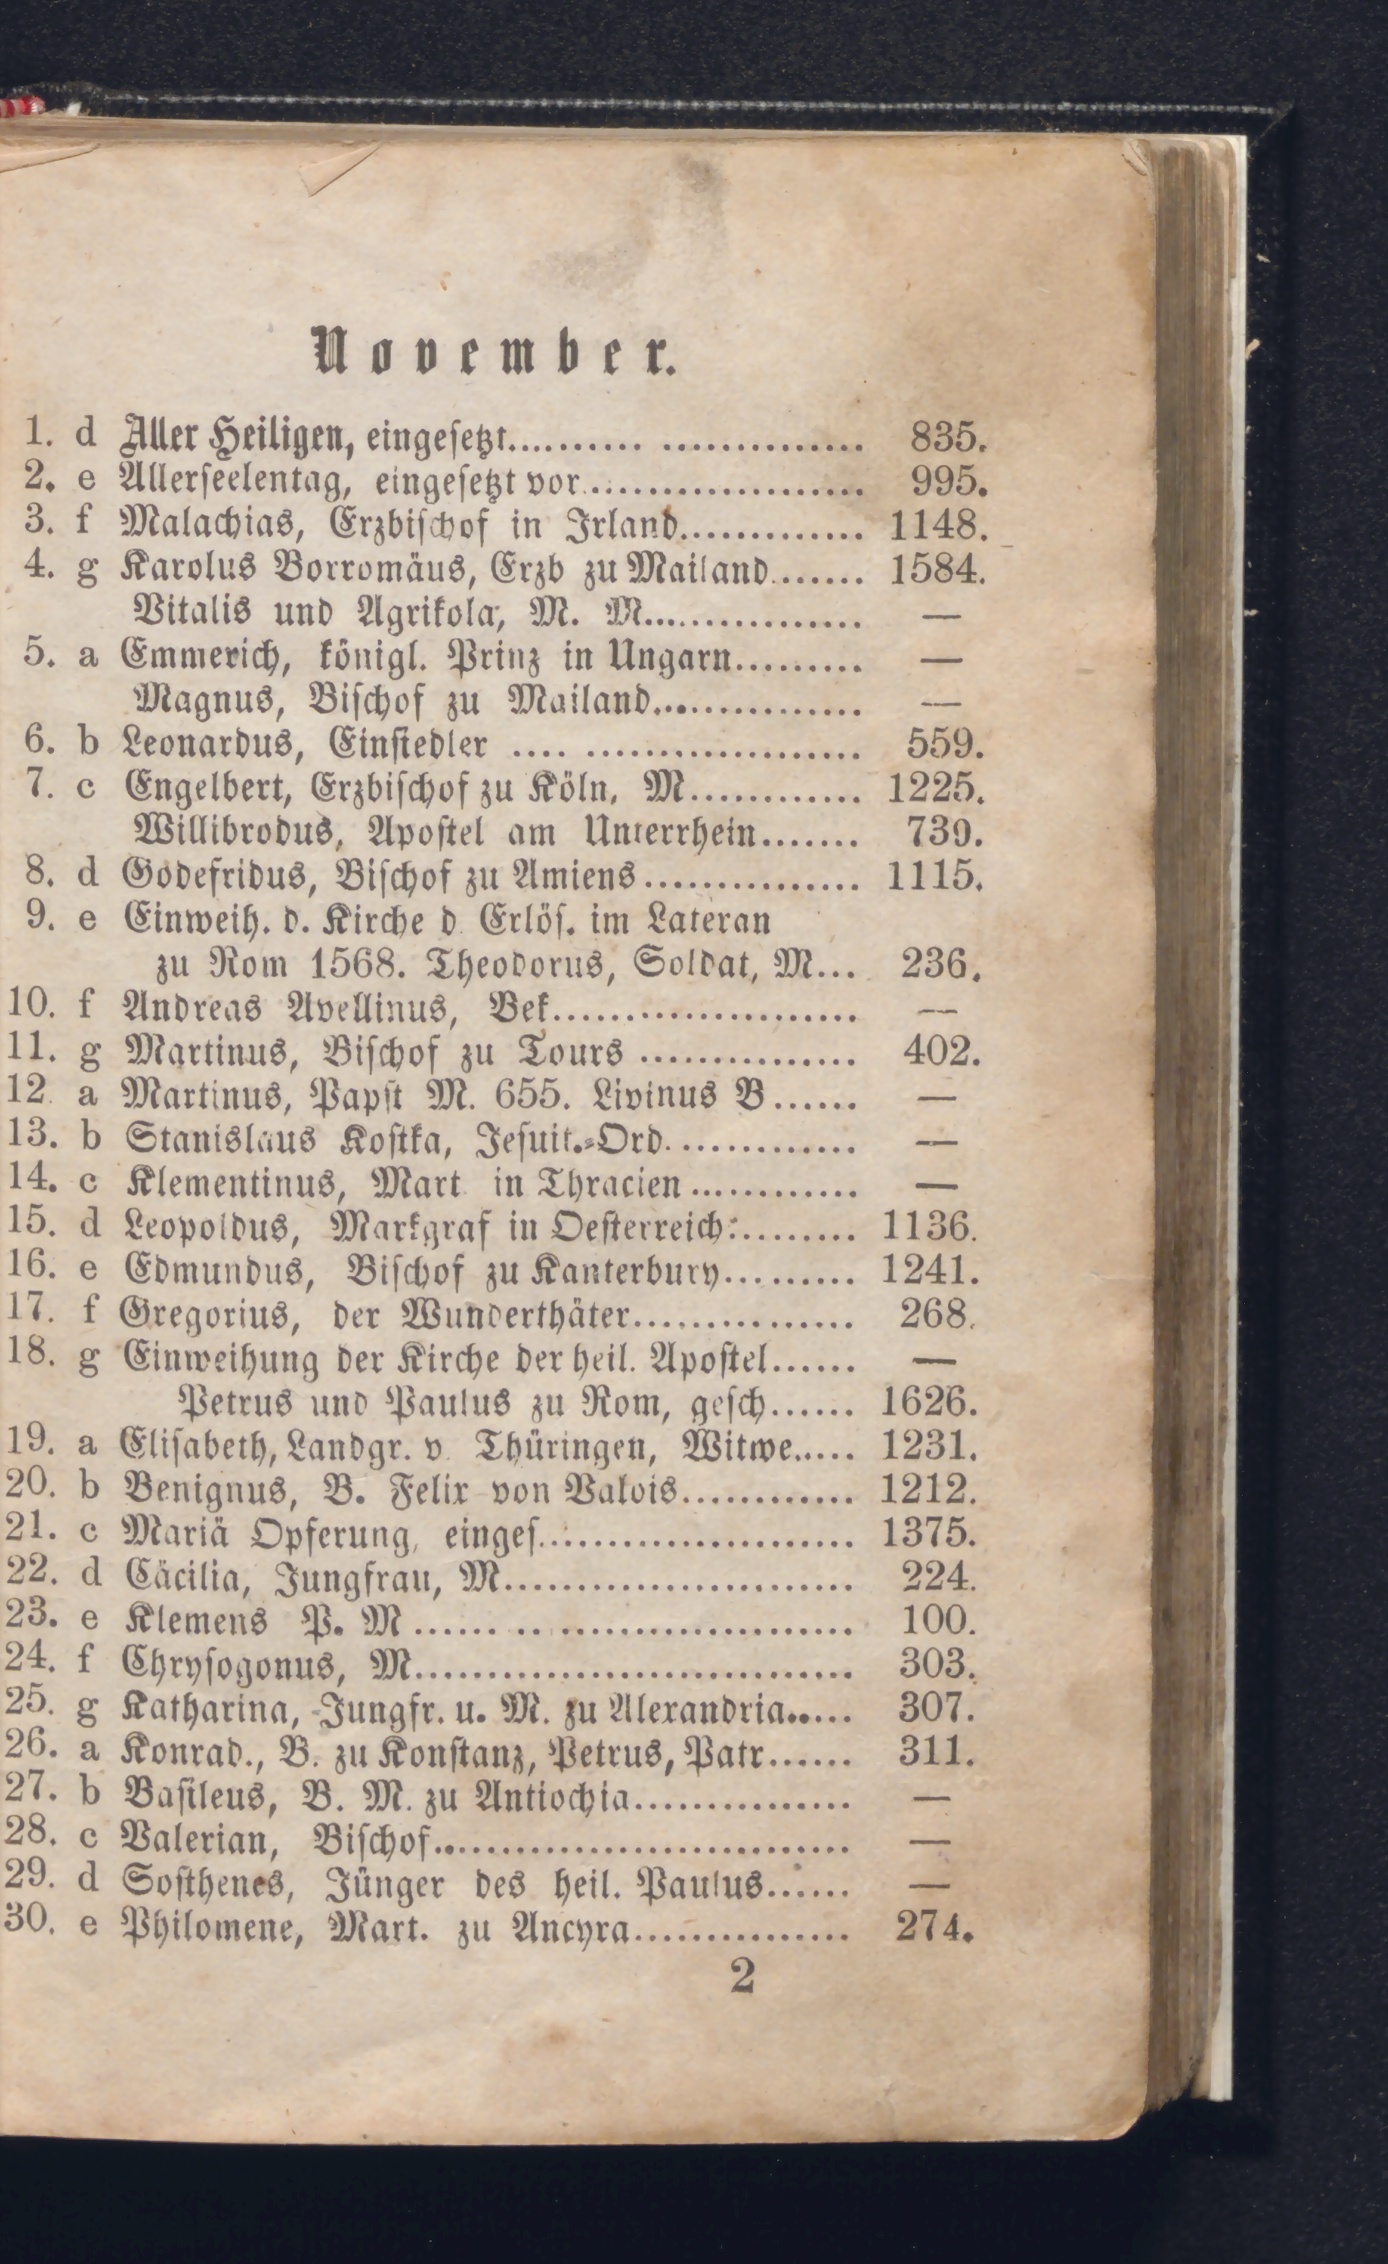 November.
1. d Aller Heiligen, eingesetzt.......... .............. 835.
2. e Allerseelentag, eingesetzt vor.................... 995.
3. f Malachias, Erzbischof in Irland............. 1148.
4. g Karolus Borromäus, Erzb zu Mailand....... 1584.
Vitalis und Agrikola, M. M................ —
5. a Emmerich, königl. Prinz in Ungarn......... —
Magnus, Bischof zu Mailand............... —
6. b Leonardus, Einsiedler .... ................... 559.
7. c Engelbert, Erzbischof zu Köln, M............ 1225.
Willibrodus, Apostel am Unterrhein....... 739.
8. d Godefridus, Bischof zu Amiens............... 1115.
9. e Einweih. d. Kirche d Erlös. im Lateran
zu Rom 1568. Theodorus, Soldat, M... 236.
10. f Andreas Avellinus, Bek..................... —
11. g Martinus, Bischof zu Tours ............... 402.
12 a Martinus, Papst M. 655. Livinus B...... —
13. b Stanislaus Kostka, Jesuit.-Ord............. —
14. c Klementinus, Mart in Thracien............ —
15. d Leopoldus, Markgraf in Oesterreich......... 1136.
16. e Edmundus, Bischof zu Kanterbury......... 1241.
17. f Gregorius, der Wunderthäter............... 268.
18. g Einweihung der Kirche der heil. Apostel...... —
Petrus und Paulus zu Rom, gesch...... 1626.
19. a Elisabeth, Landgr. v Thüringen, Witwe..... 1231.
20. b Benignus, B. Felix von Valois............ 1212.
21. c Mariä Opferung, einges...................... 1375.
22. d Cäcilia, Jungfrau, M........................ 224.
23. e Klemens P. M ...... .. .................... 100.
24. f Chrysogonus, M.............................. 303.
25. g Katharina, Jungfr. u. M. zu Alexandria..... 307.
26. a Konrad., B. zu Konstanz, Petrus, Patr...... 311.
27. b Basileus, B. M. zu Antiochia............... —
28. c Valerian, Bischof............................. —
29. d Sosthenes, Jünger des heil. Paulus...... —
30. e Philomene, Mart. zu Ancyra............... 274.
2